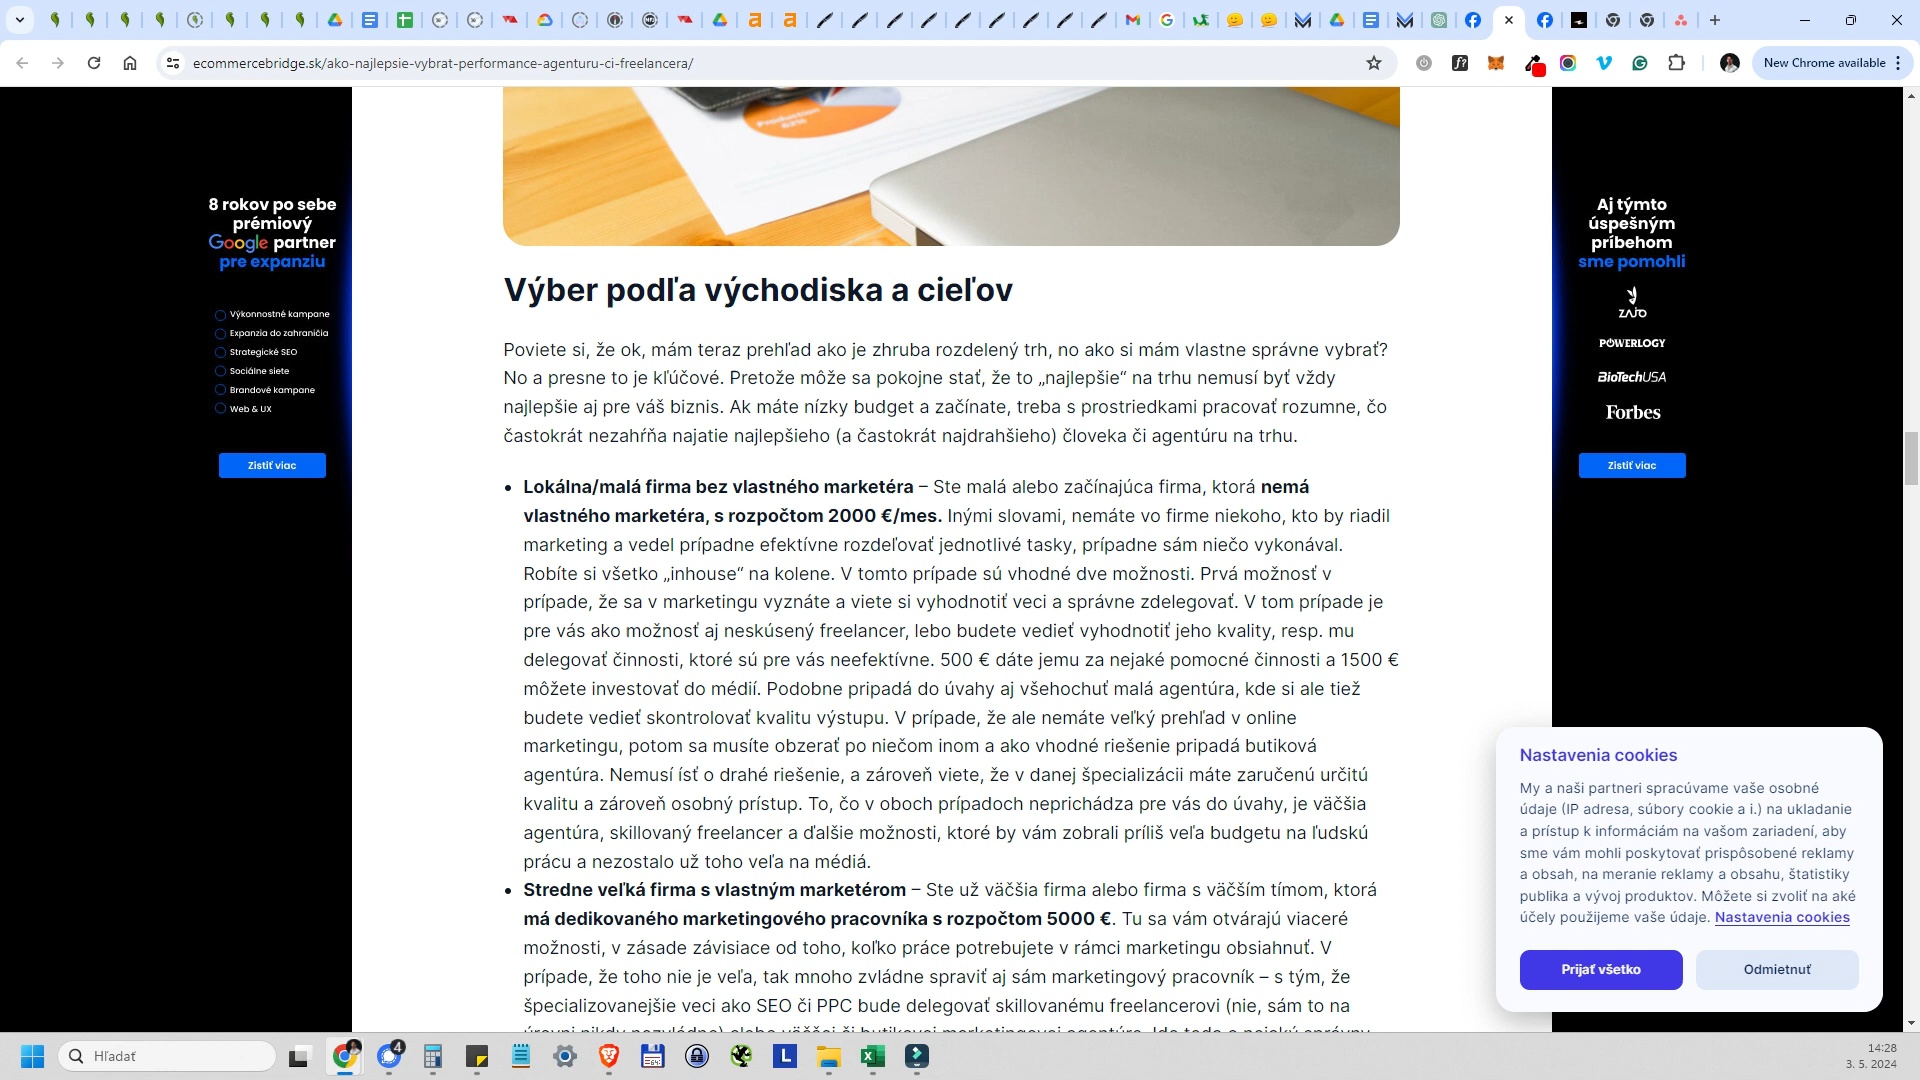 ecommercebridge.sk/ako-najlepsie-vybrat-performance-agenturu-ci-freelancera/
New Chrome available
8 rokov po sebe
prémiový
Google partner
pre expanziu
Výkonnostné kampane
Expanzia do zahraničia
Strategické SEO
Sociálne siete
Brandové kampane
Web & UX
Zistiť viac
Production
63%
Výber podľa východiska a cieľov
Poviete si, že ok, mám teraz prehľad ako je zhruba rozdelený trh, no ako si mám vlastne správne vybrať?
No a presne to je kľúčové. Pretože môže sa pokojne stať, že to „najlepšie“ na trhu nemusí byť vždy
najlepšie aj pre váš biznis. Ak máte nízky budget a začínate, treba s prostriedkami pracovať rozumne, čo
častokrát nezahŕňa najatie najlepšieho (a častokrát najdrahšieho) človeka či agentúru na trhu.
• Lokálna/malá firma bez vlastného marketéra – Ste malá alebo začínajúca firma, ktorá nemá
vlastného marketéra, s rozpočtom 2000 €/mes. Inými slovami, nemáte vo firme niekoho, kto by riadil
marketing a vedel prípadne efektívne rozdeľovať jednotlivé tasky, prípadne sám niečo vykonával.
Robíte si všetko „inhouse“ na kolene. V tomto prípade sú vhodné dve možnosti. Prvá možnosť v
prípade, že sa v marketingu vyznáte a viete si vyhodnotiť veci a správne zdelegovať. V tom prípade je
pre vás ako možnosť aj neskúsený freelancer, lebo budete vedieť vyhodnotiť jeho kvality, resp. mu
delegovať činnosti, ktoré sú pre vás neefektívne. 500 € dáte jemu za nejaké pomocné činnosti a 1500 €
môžete investovať do médií. Podobne pripadá do úvahy aj všehochuť malá agentúra, kde si ale tiež
budete vedieť skontrolovať kvalitu výstupu. V prípade, že ale nemáte veľký prehľad v online
marketingu, potom sa musíte obzerať po niečom inom a ako vhodné riešenie pripadá butiková
agentúra. Nemusí ísť o drahé riešenie, a zároveň viete, že v danej špecializácii máte zaručenú určitú
kvalitu a zároveň osobný prístup. To, čo v oboch prípadoch neprichádza pre vás do úvahy, je väčšia
agentúra, skillovaný freelancer a ďalšie možnosti, ktoré by vám zobrali príliš veľa budgetu na ľudskú
prácu a nezostalo už toho veľa na médiá.
• Stredne veľká firma s vlastným marketérom – Ste už väčšia firma alebo firma s väčším tímom, ktorá
má dedikovaného marketingového pracovníka s rozpočtom 5000 €. Tu sa vám otvárajú viaceré
možnosti, v zásade závisiace od toho, koľko práce potrebujete v rámci marketingu obsiahnuť. V
prípade, že toho nie je veľa, tak mnoho zvládne spraviť aj sám marketingový pracovník – s tým, že
špecializovanejšie veci ako SEO či PPC bude delegovať skillovanému freelancerovi (nie, sám to na
Aj týmto
úspešným
príbehom
sme pomohli
ZAJO
POWERLOGY
BioTechUSA
Forbes
Zistiť viac
Nastavenia cookies
My a naši partneri spracúvame vaše osobné
údaje (IP adresa, súbory cookie a i.) na ukladanie
a prístup k informáciám na vašom zariadení, aby
sme vám mohli poskytovať prispôsobené reklamy
a obsah, na meranie reklamy a obsahu, štatistiky
publika a vývoj produktov. Môžete si zvoliť na aké
účely použijeme vaše údaje. Nastavenia cookies
Prijať všetko
Odmietnuť
Hľadať
4
14:28
3. 5. 2024